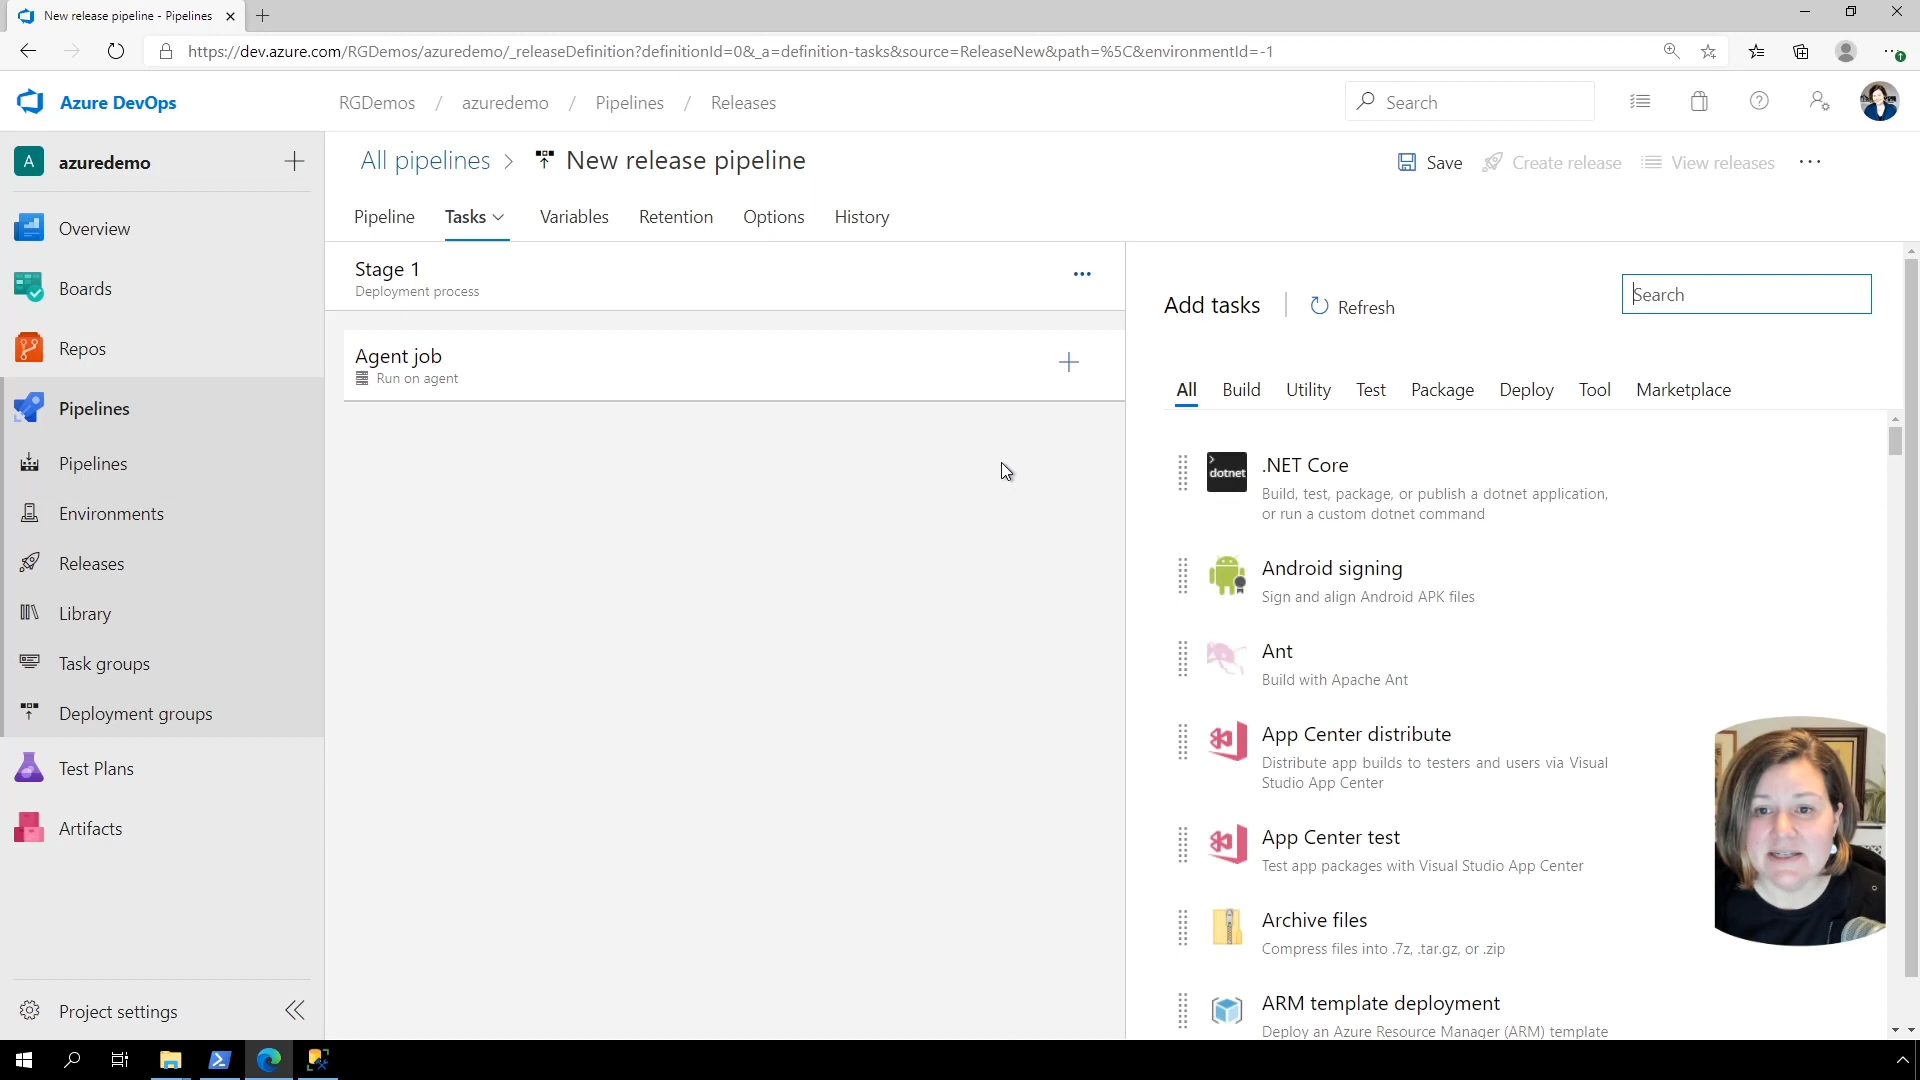 New release pipeline - Pipelines
https://dev.azure.com/RGDemos/azuredemo/_releaseDefinition?definitionId=0&_a=definition-tasks&source=ReleaseNew&path=%5C&environmentId=-1
Azure DevOps
RGDemos / azuredemo / Pipelines / Releases
Search
A
azuredemo
Overview
Boards
Repos
Pipelines
Pipelines
Environments
Releases
Library
Task groups
Deployment groups
Test Plans
Artifacts
Project settings
All pipelines > New release pipeline
Save
Create release
View releases
Pipeline
Tasks
Variables
Retention
Options
History
Stage 1
Deployment process
Agent job
Run on agent
Add tasks
Refresh
Search
All
Build
Utility
Test
Package
Deploy
Tool
Marketplace
dotnet
.NET Core
Build, test, package, or publish a dotnet application,
or run a custom dotnet command
Android signing
Sign and align Android APK files
Ant
Build with Apache Ant
App Center distribute
Distribute app builds to testers and users via Visual
Studio App Center
App Center test
Test app packages with Visual Studio App Center
Archive files
Compress files into .7z, .tar.gz, or .zip
ARM template deployment
Deploy an Azure Resource Manager (ARM) template